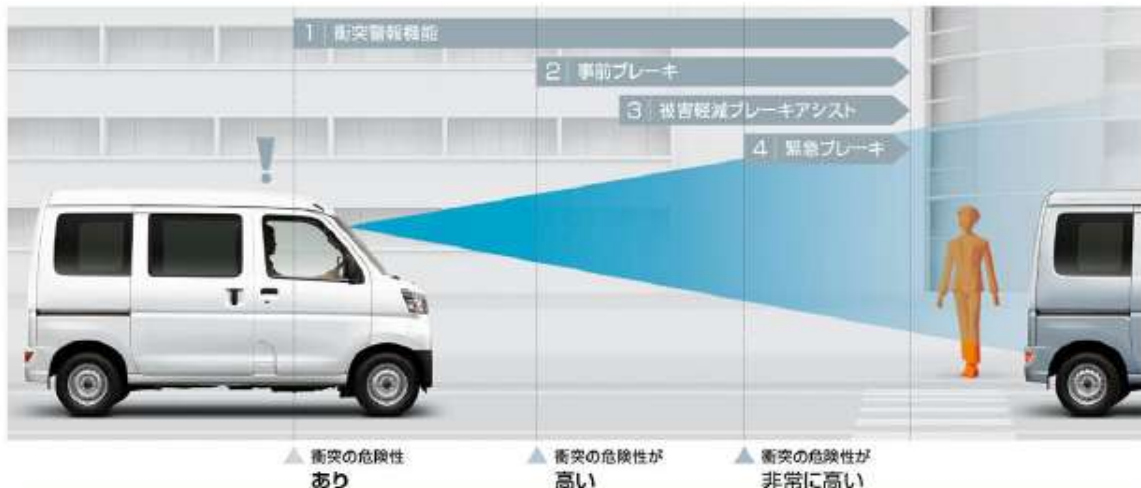 1 衝突警報機能
2 事前ブレーキ
3 被害軽減ブレーキアシスト
4 緊急ブレーキ
!
衝突の危険性
あり
衝突の危険性が
高い
衝突の危険性が
非常に高い